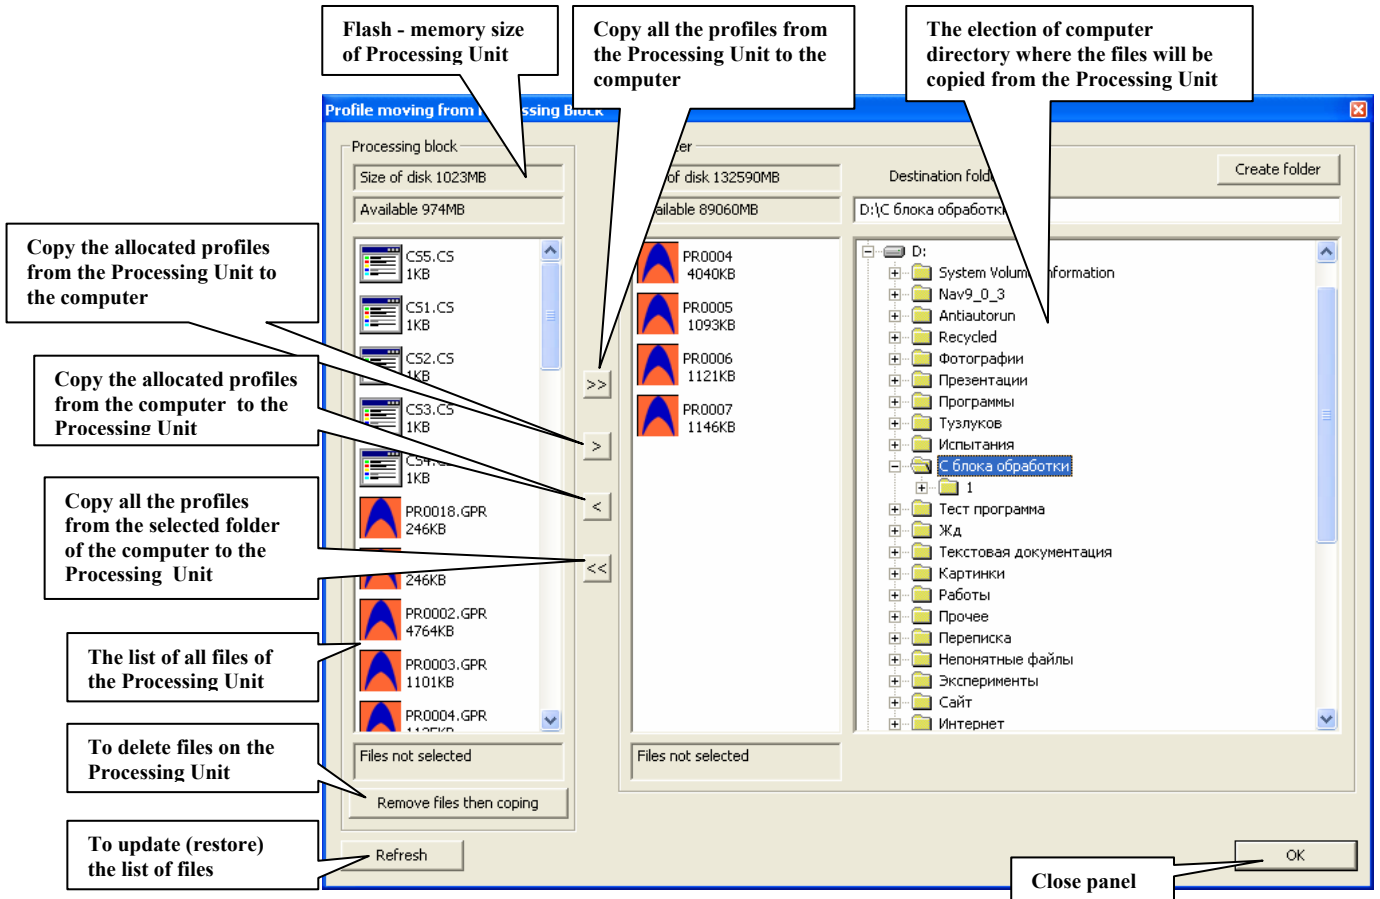 Flash - memory size
of Processing Unit
Copy all the profiles from
the Processing Unit to the
computer
The election of computer
directory where the files will be
copied from the Processing Unit
Profile moving from
Processing block
Size of disk 1023MB
of disk 132590MB
Destination
Create folder
Available 974MB
89060MB
D:\С блока
Copy the allocated profiles
from the Processing Unit to
the computer
Copy the allocated profiles
from the computer to the
Processing Unit
Copy all the profiles
from the selected folder
of the computer to the
Processing Unit
The list of all files of
the Processing Unit
To delete files on the
Processing Unit
To update (restore)
the list of files
CS5.CS
1KB
CS1.CS
1KB
CS2.CS
1KB
CS3.CS
1KB
1KB
PR0018.GPR
246KB
246KB
PR0002.GPR
4764KB
PR0003.GPR
1101KB
PR0004.GPR
Files not selected
Remove files then coping
Refresh
>>
>
<
<<
PR0004
4040KB
PR0005
1093KB
PR0006
1121KB
PR0007
1146KB
Files not selected
D:
System Volume Information
Nav9_0_3
Antiautorun
Recycled
Фотографии
Презентации
Программы
Тузлуков
Испытания
С блока обработки
1
Тест программа
Жд
Текстовая документация
Картинки
Работы
Прочее
Переписка
Непонятные файлы
Эксперименты
Сайт
Интернет
OK
Close panel